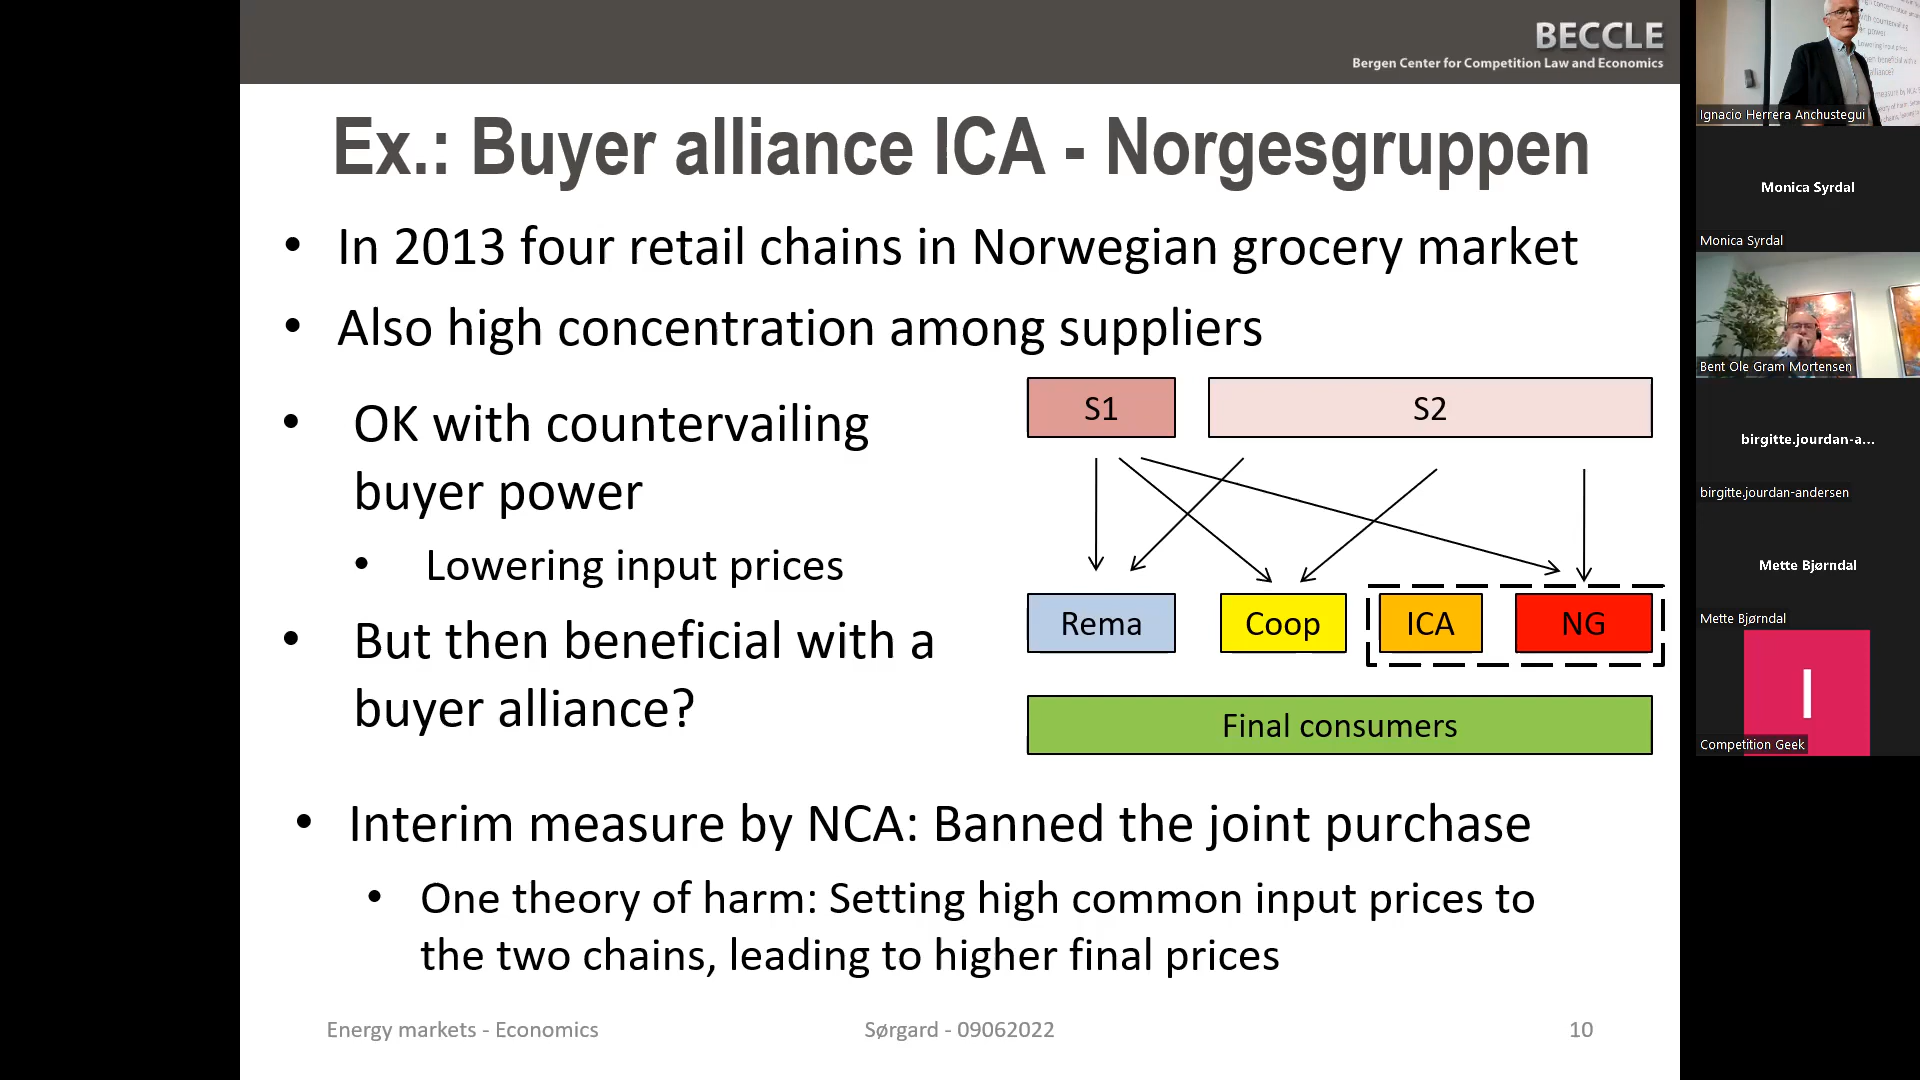 BECCLE
Bergen Center for Competition Law and Economics
Ex.: Buyer alliance ICA - Norgesgruppen
• In 2013 four retail chains in Norwegian grocery market
• Also high concentration among suppliers
• OK with countervailing
buyer power
• Lowering input prices
• But then beneficial with a
buyer alliance?
S1
S2
Rema
Coop
ICA
NG
Final consumers
• Interim measure by NCA: Banned the joint purchase
• One theory of harm: Setting high common input prices to
the two chains, leading to higher final prices
Energy markets - Economics
Sørgard - 09062022
10
Ignacio Herrera Anchustegui
Monica Syrdal
Monica Syrdal
Bent Ole Gram Mortensen
birgitte.jourdan-a...
birgitte.jourdan-andersen
Mette Bjørndal
Mette Bjørndal
I
Competition Geek